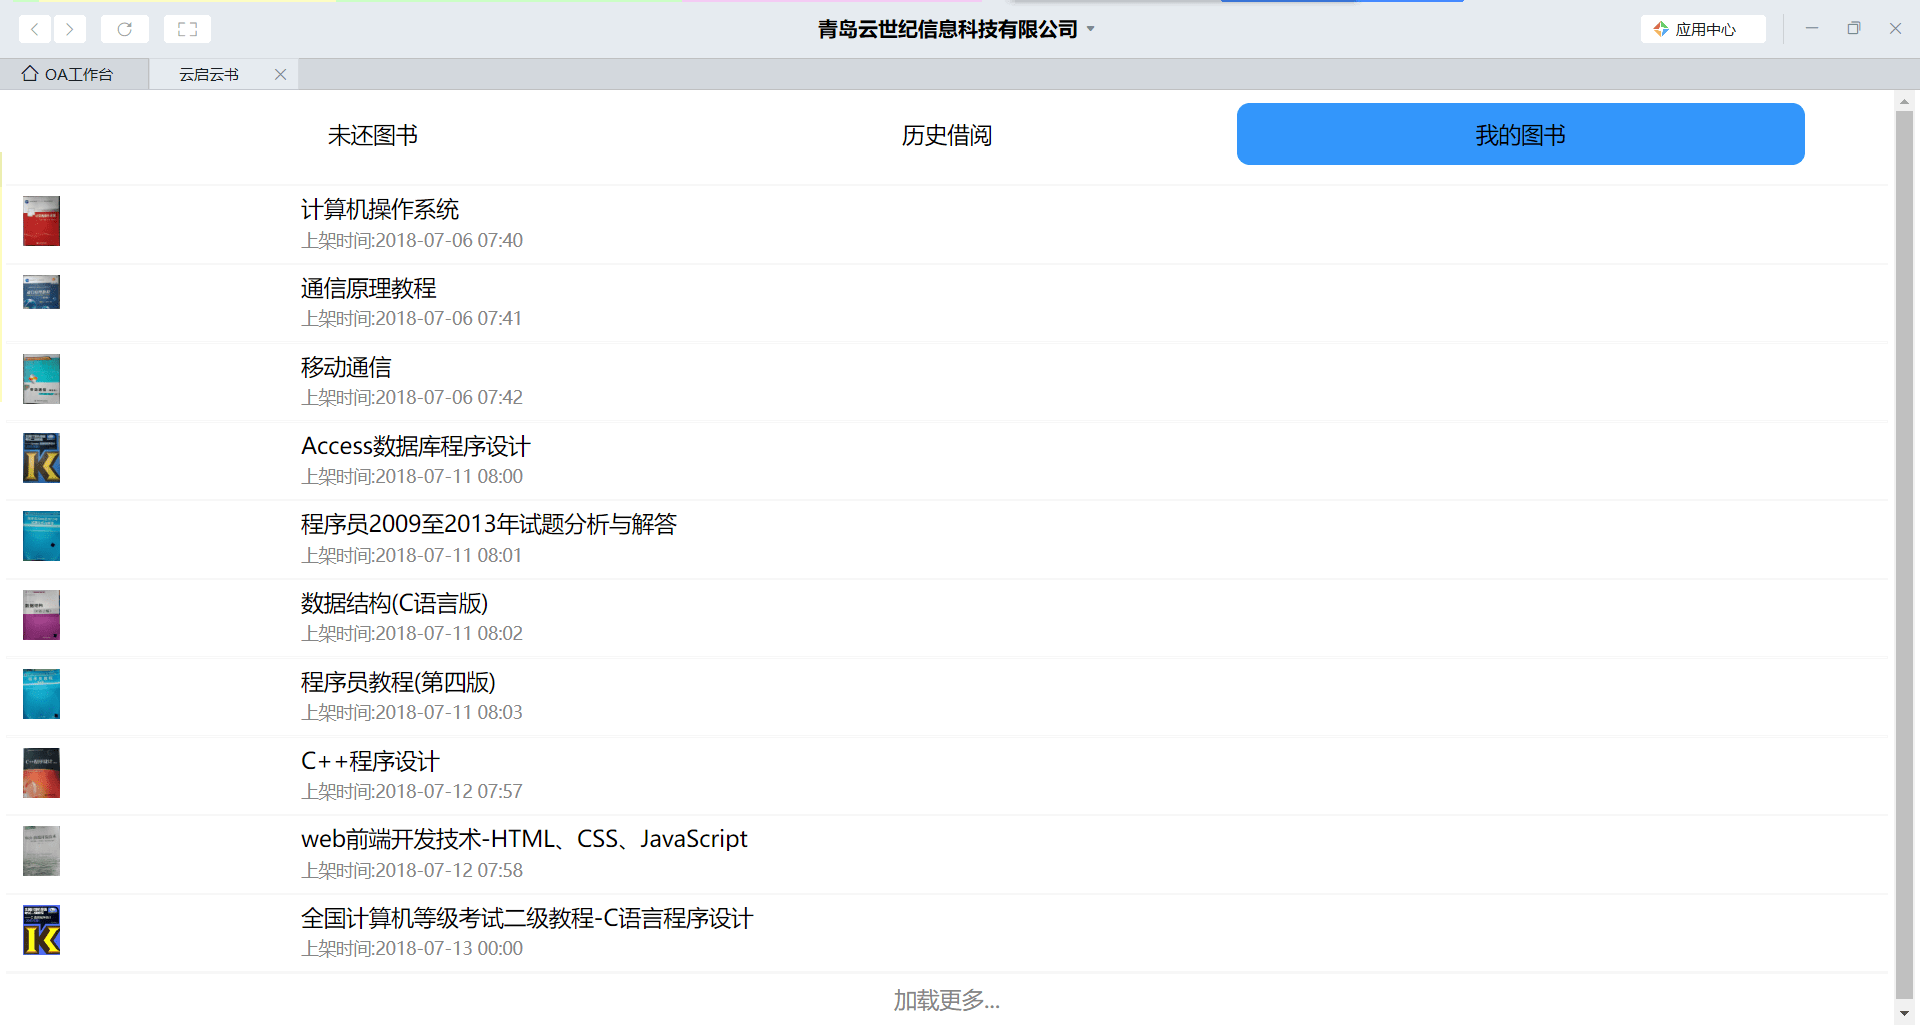 青岛云世纪信息科技有限公司
应用中心
OA工作台
云启云书
未还图书
历史借阅
我的图书
计算机操作系统
上架时间:2018-07-06 07:40
通信原理教程
上架时间:2018-07-06 07:41
移动通信
上架时间:2018-07-06 07:42
Access数据库程序设计
上架时间:2018-07-11 08:00
程序员2009至2013年试题分析与解答
上架时间:2018-07-11 08:01
数据结构(C语言版)
上架时间:2018-07-11 08:02
程序员教程(第四版)
上架时间:2018-07-11 08:03
C++程序设计
上架时间:2018-07-12 07:57
web前端开发技术-HTML、CSS、JavaScript
上架时间:2018-07-12 07:58
全国计算机等级考试二级教程-C语言程序设计
上架时间:2018-07-13 00:00
加载更多...